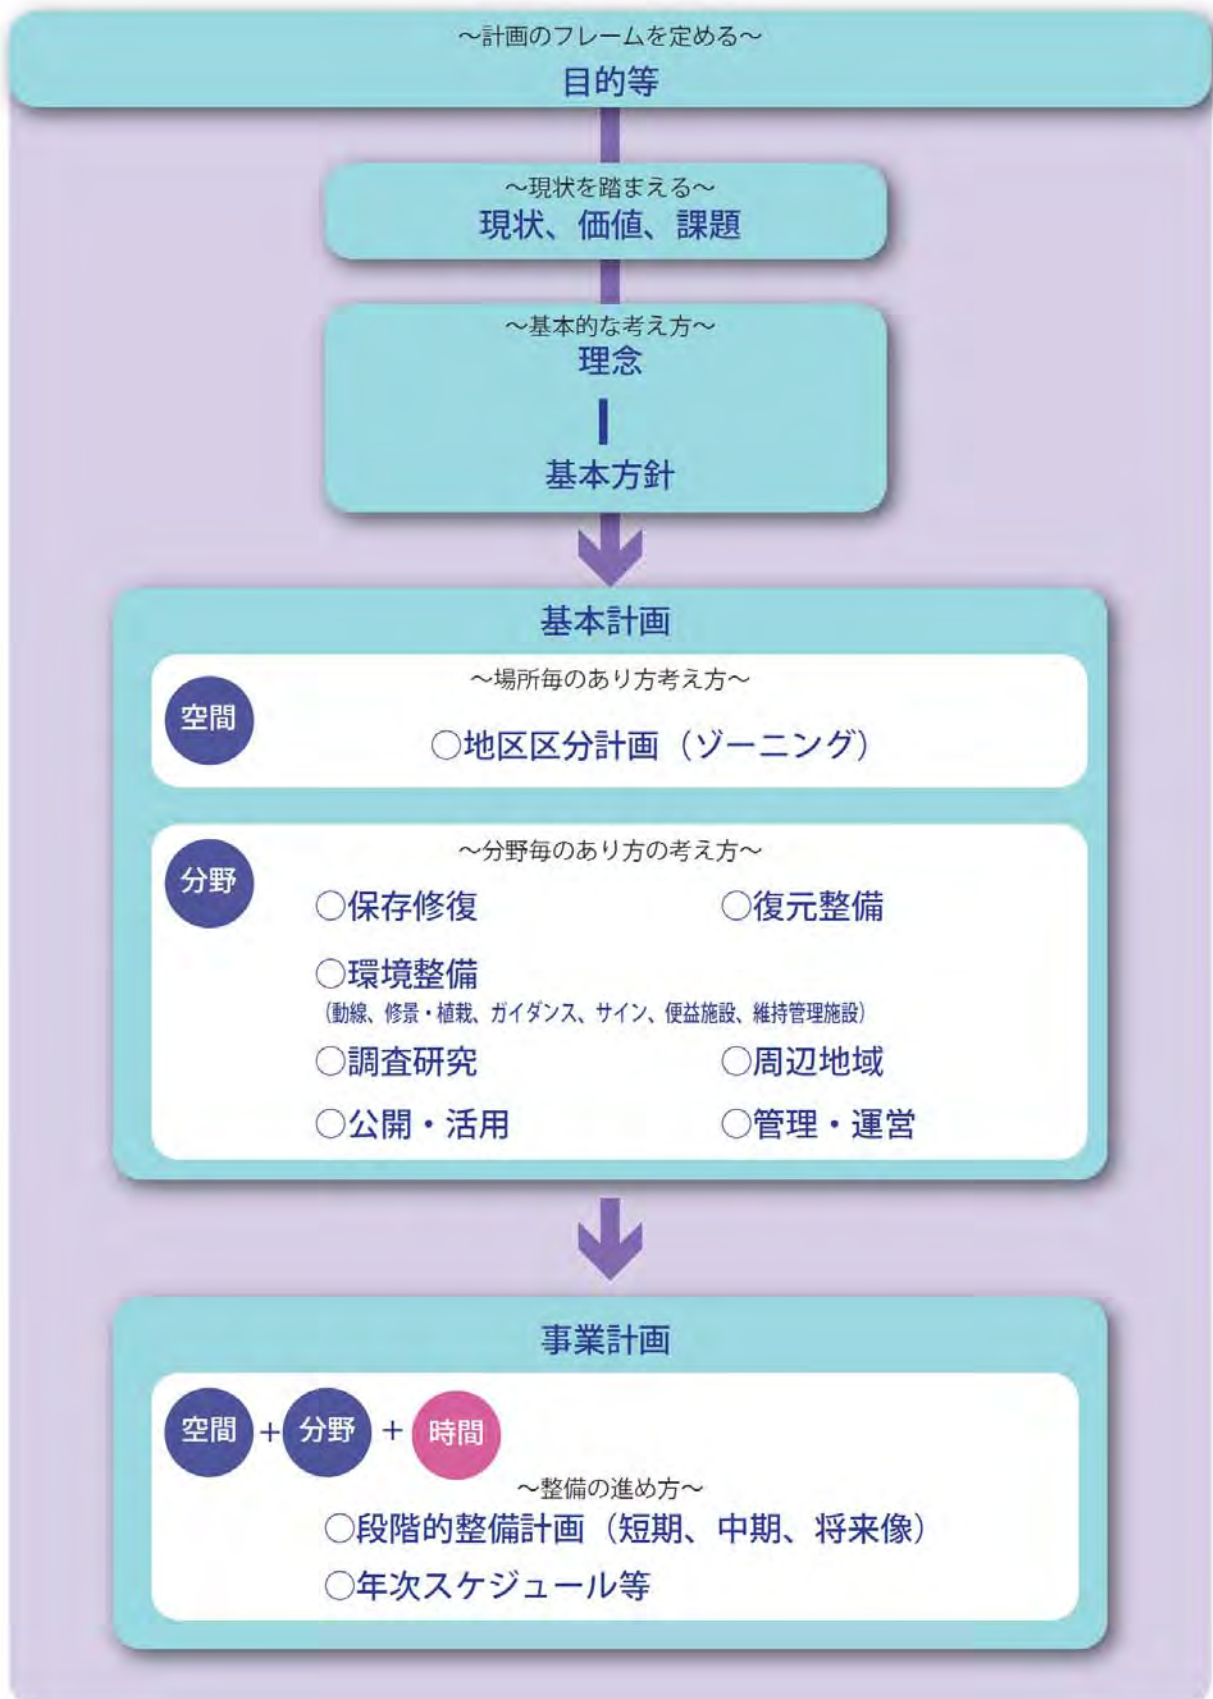 ～計画のフレームを定める～
目的等
～現状を踏まえる～
現状、価値、課題
～基本的な考え方～
理念
基本方針
基本計画
空間
～場所毎のあり方考え方～
○地区区分計画（ゾーニング）
分野
～分野毎のあり方の考え方～
○保存修復
○復元整備
○環境整備
（動線、修景・植栽、ガイダンス、サイン、便益施設、維持管理施設）
○調査研究
○周辺地域
○公開・活用
○管理・運営
事業計画
空間+分野+時間
～整備の進め方～
○段階的整備計画（短期、中期、将来像）
○年次スケジュール等